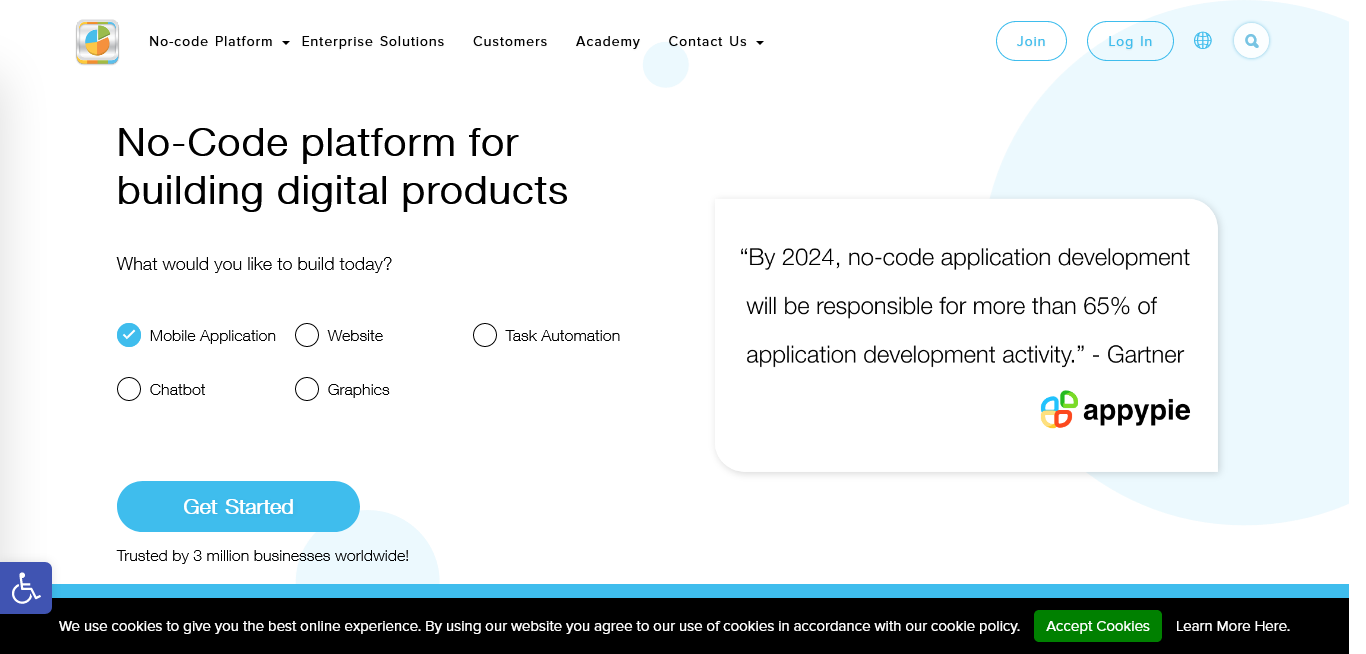 No-code Platform Enterprise Solutions Customers Academy Contact Us Join Log In
No-Code platform for
building digital products
What would you like to build today?
Mobile Application Website Task Automation
Chatbot Graphics
Get Started
Trusted by 3 million businesses worldwide!
“By 2024, no-code application development
will be responsible for more than 65% of
application development activity.” - Gartner
appypie
We use cookies to give you the best online experience. By using our website you agree to our use of cookies in accordance with our cookie policy. Accept Cookies Learn More Here.